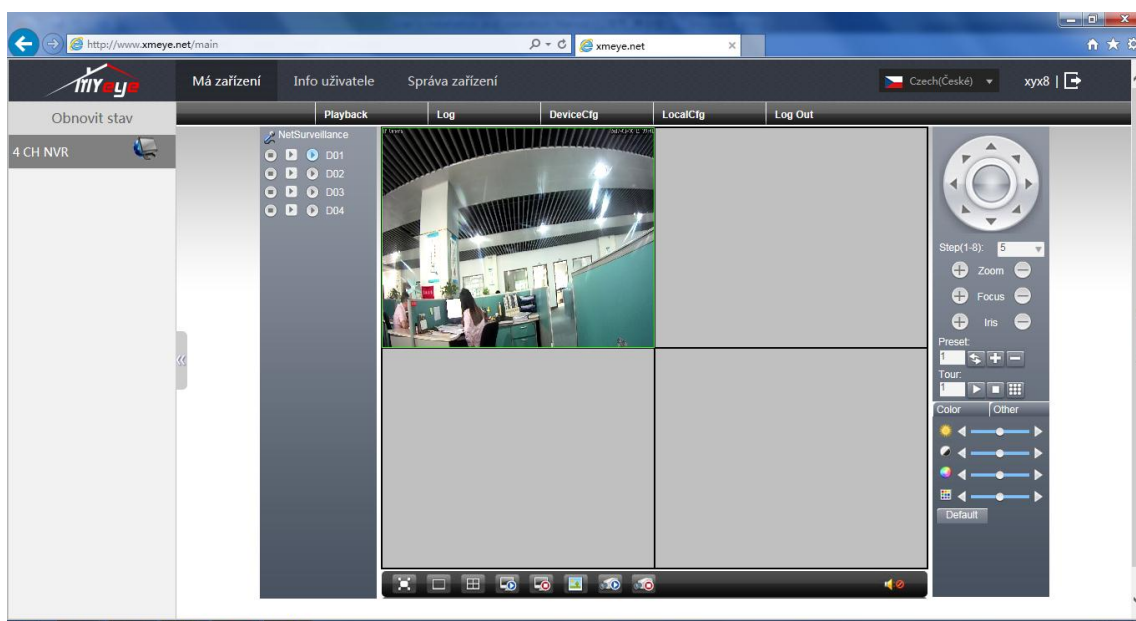 http://www.xmeye.net/main
xmeye.net
XMeye
Má zařízení
Info uživatele
Správa zařízení
Czech(České)
xyx8 |
Obnovit stav
4 CH NVR
Playback
Log
DeviceCfg
LocalCfg
Log Out
NetSurveillance
D01
D02
D03
D04
Step(1-8): 5
Zoom
Focus
Iris
Preset:
1
Tour:
1
Color
Other
Default